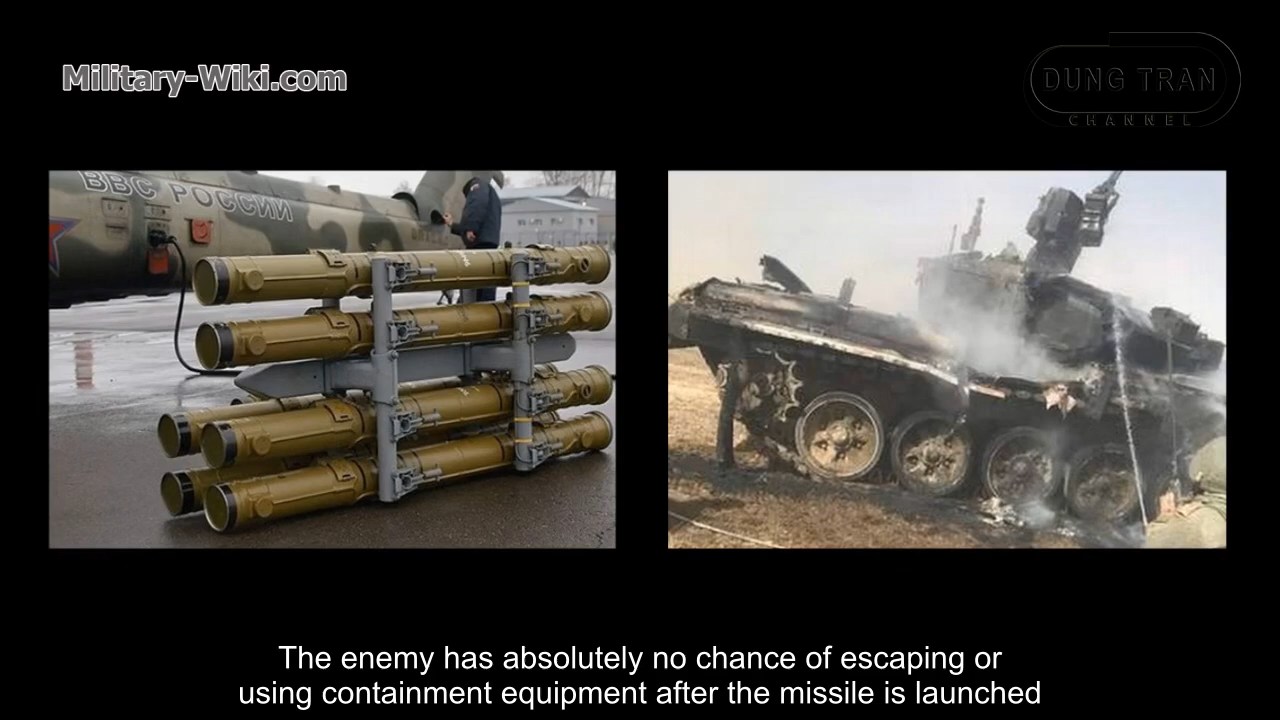 Military-Wiki.com
DUNG TRAN
CHANNEL
ВВС РОССИИ
The enemy has absolutely no chance of escaping or
using containment equipment after the missile is launched